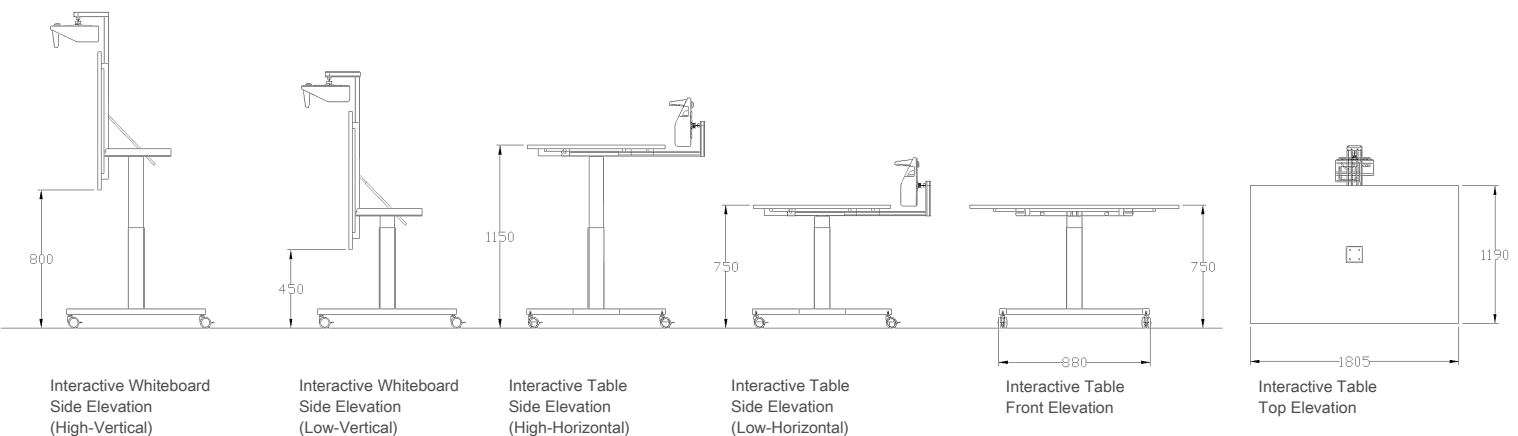 800
450
1150
750
750
880
1190
1805
Interactive Whiteboard
Side Elevation
(High-Vertical)
Interactive Whiteboard
Side Elevation
(Low-Vertical)
Interactive Table
Side Elevation
(High-Horizontal)
Interactive Table
Side Elevation
(Low-Horizontal)
Interactive Table
Front Elevation
Interactive Table
Top Elevation